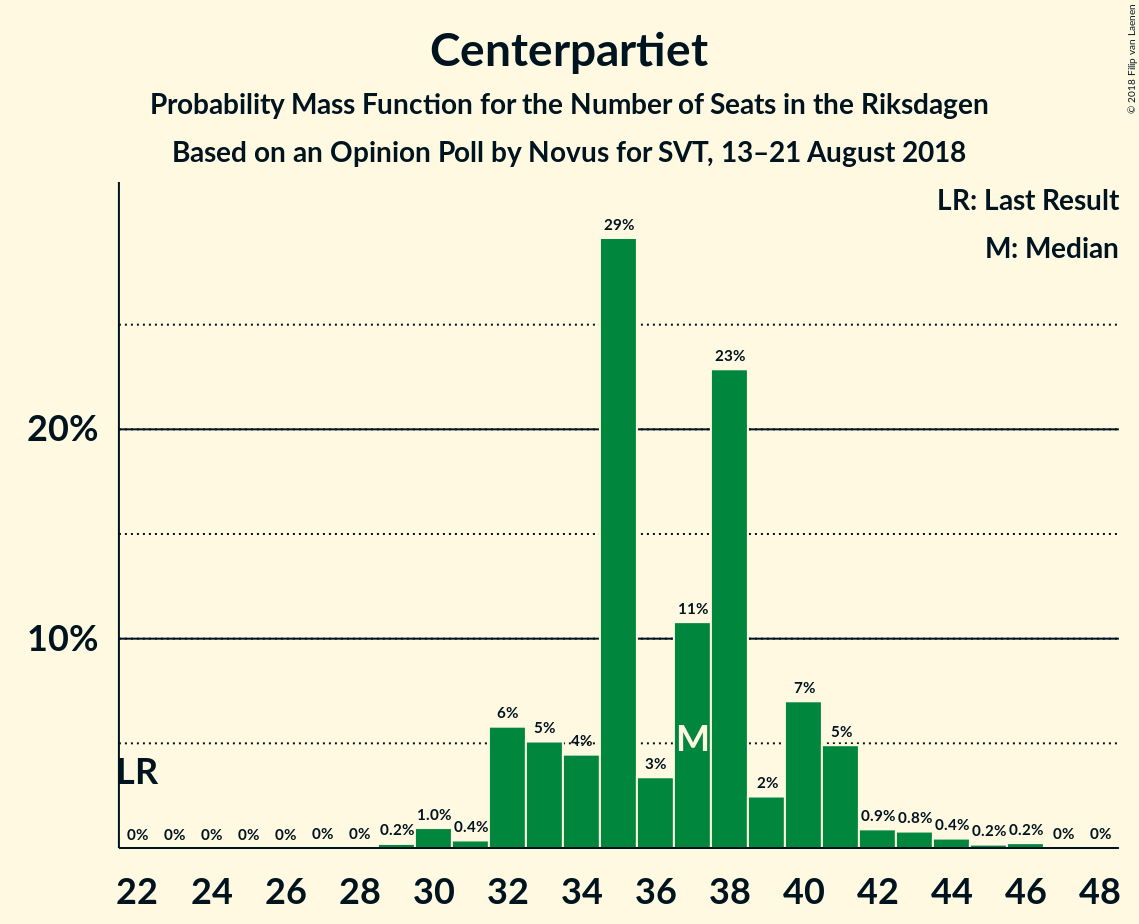 Centerpartiet
Probability Mass Function for the Number of Seats in the Riksdagen
Based on an Opinion Poll by Novus for SVT, 13–21 August 2018
© 2018 Filip van Laenen
LR: Last Result
M: Median
20%
10%
LR
M
0% 0% 0% 0% 0% 0% 0% 0.2% 1.0% 0.4% 6% 5% 4% 29% 3% 11% 23% 2% 7% 5% 0.9% 0.8% 0.4% 0.2% 0.2% 0% 0%
22 24 26 28 30 32 34 36 38 40 42 44 46 48